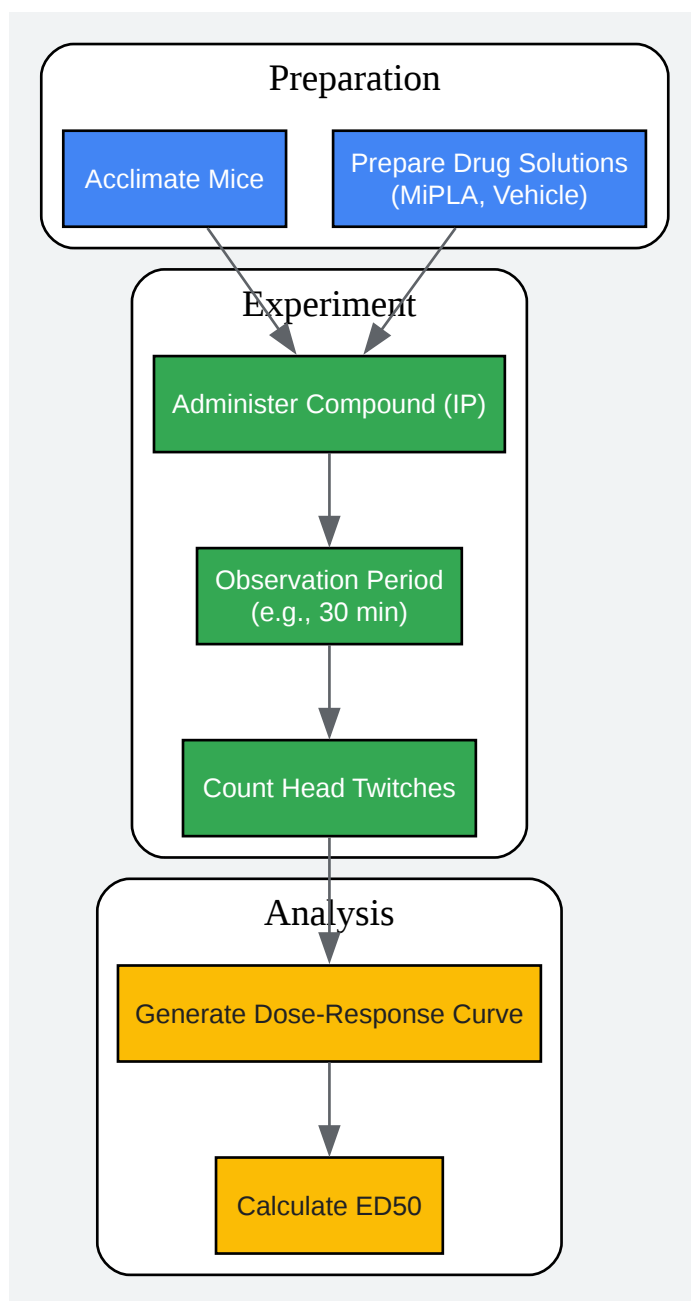 Preparation
Acclimate Mice
Prepare Drug Solutions
(MiPLA, Vehicle)
Experiment
Administer Compound (IP)
Observation Period
(e.g., 30 min)
Count Head Twitches
Analysis
Generate Dose-Response Curve
Calculate ED50